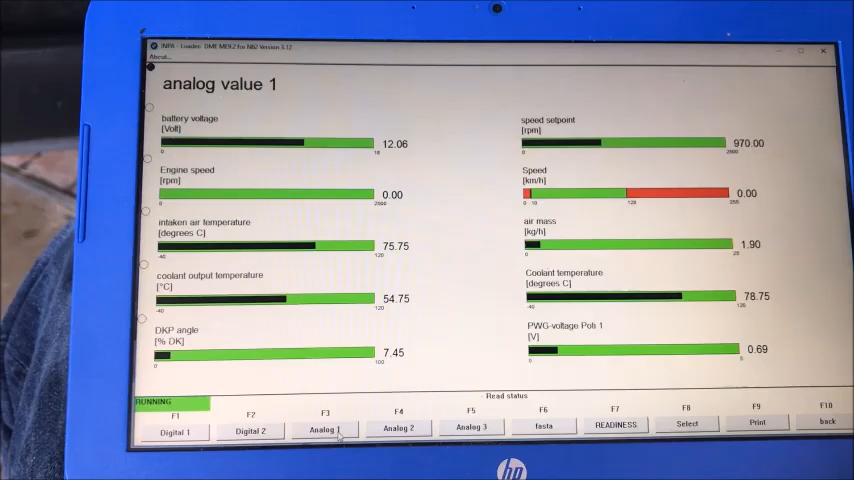 INPA - Loader: DME ME9.2 for N62 Version 3.12
About...
analog value 1
battery voltage
[Volt]
12.06
0 18
speed setpoint
[rpm]
970.00
0 2500
Engine speed
[rpm]
0.00
0 2500
Speed
[km/h]
0.00
0 10 128 255
intaken air temperature
[degrees C]
75.75
-40 120
air mass
[kg/h]
1.90
0 25
coolant output temperature
[°C]
54.75
-40 120
Coolant temperature
[degrees C]
78.75
-40 120
DKP angle
[% DK]
7.45
0 100
PWG-voltage Poti 1
[V]
0.69
0 5
RUNNING
- Read status
F1 F2 F3 F4 F5 F6 F7 F8 F9 F10
Digital 1 Digital 2 Analog 1 Analog 2 Analog 3 fasta READINESS Select Print back
hp